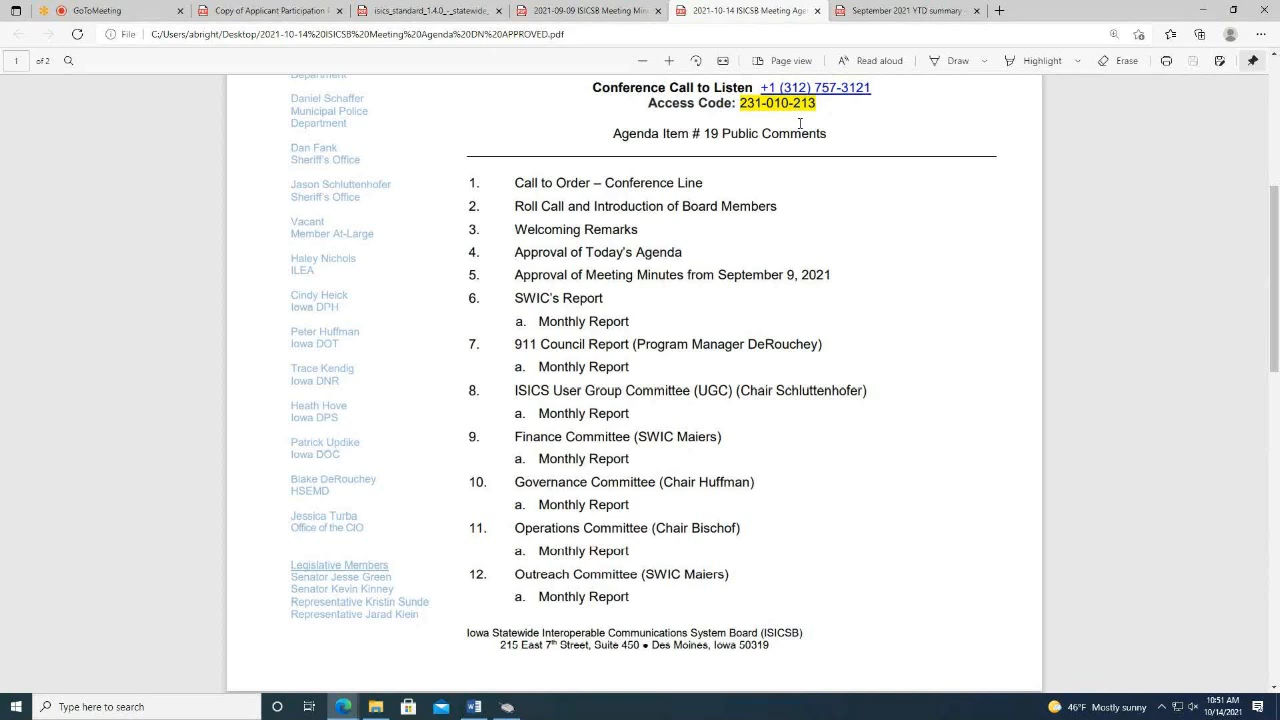 GoToMeeting
Copy of Applicant Participant Tra
isicsb_standard_1.4.0_statewide_
2021-09-09 ISICSB Meeting Minu
2021-10-14 ISICSB Meeting Agen
September 2021 YTD summary -
File
C:/Users/abright/Desktop/2021-10-14%20ISICSB%20Meeting%20Agenda%20DN%20APPROVED.pdf
1 of 2
Page view
Read aloud
Draw
Highlight
Erase
Department
Daniel Schaffer
Municipal Police
Department
Dan Fank
Sheriff's Office
Jason Schluttenhofer
Sheriff's Office
Vacant
Member At-Large
Haley Nichols
ILEA
Cindy Heick
Iowa DPH
Peter Huffman
Iowa DOT
Trace Kendig
Iowa DNR
Heath Hove
Iowa DPS
Patrick Updike
Iowa DOC
Blake DeRouchey
HSEMD
Jessica Turba
Office of the CIO
Legislative Members
Senator Jesse Green
Senator Kevin Kinney
Representative Kristin Sunde
Representative Jarad Klein
Conference Call to Listen +1 (312) 757-3121
Access Code: 231-010-213
Agenda Item # 19 Public Comments
1. Call to Order – Conference Line
2. Roll Call and Introduction of Board Members
3. Welcoming Remarks
4. Approval of Today's Agenda
5. Approval of Meeting Minutes from September 9, 2021
6. SWIC's Report
a. Monthly Report
7. 911 Council Report (Program Manager DeRouchey)
a. Monthly Report
8. ISICS User Group Committee (UGC) (Chair Schluttenhofer)
a. Monthly Report
9. Finance Committee (SWIC Maiers)
a. Monthly Report
10. Governance Committee (Chair Huffman)
a. Monthly Report
11. Operations Committee (Chair Bischof)
a. Monthly Report
12. Outreach Committee (SWIC Maiers)
a. Monthly Report
Iowa Statewide Interoperable Communications System Board (ISICSB)
215 East 7th Street, Suite 450 ● Des Moines, Iowa 50319
Type here to search
46°F Mostly sunny
10:51 AM
10/14/2021